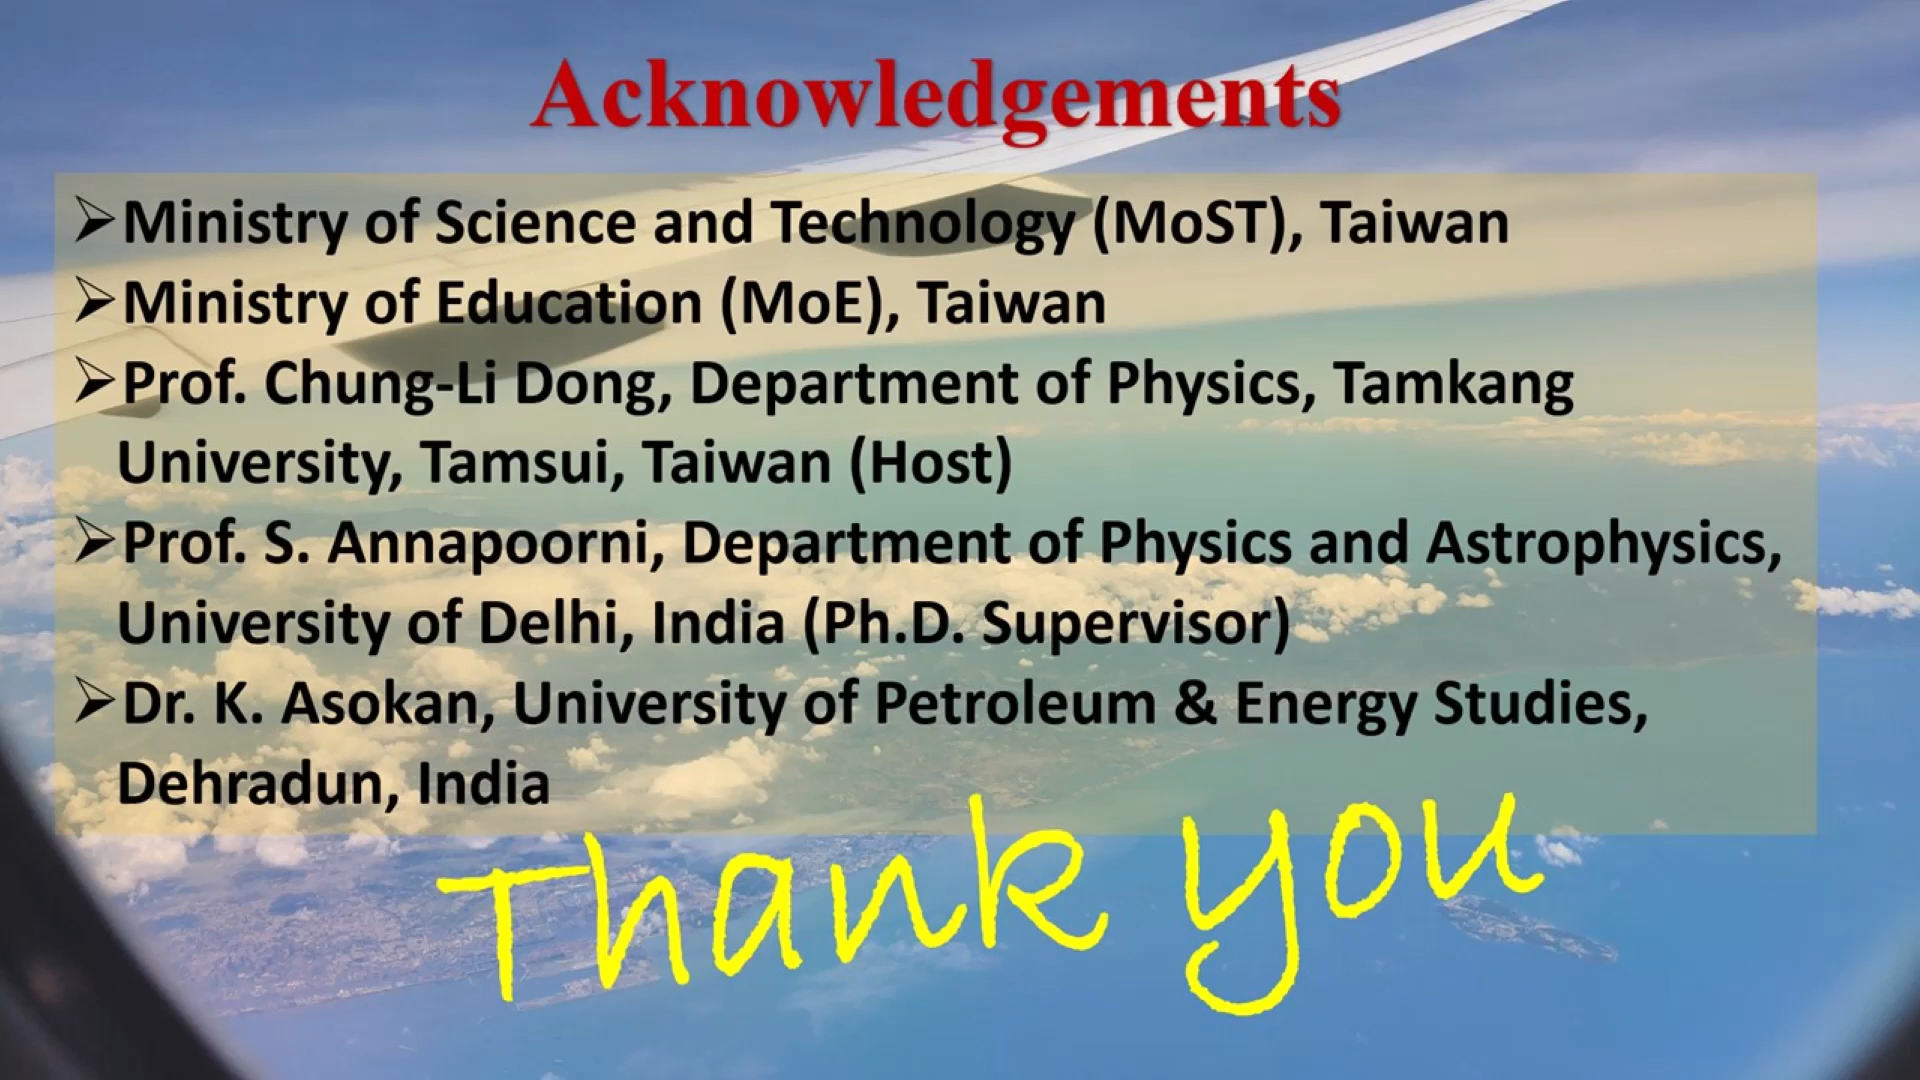 Acknowledgements
➢Ministry of Science and Technology (MoST), Taiwan
➢Ministry of Education (MoE), Taiwan
➢Prof. Chung-Li Dong, Department of Physics, Tamkang
University, Tamsui, Taiwan (Host)
➢Prof. S. Annapoorni, Department of Physics and Astrophysics,
University of Delhi, India (Ph.D. Supervisor)
➢Dr. K. Asokan, University of Petroleum & Energy Studies,
Dehradun, India
Thank you